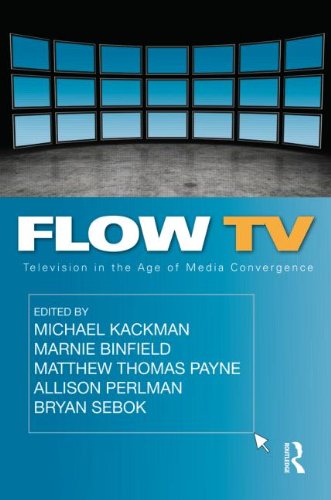 FLOW TV
Television in the Age of Media Convergence
EDITED BY
MICHAEL KACKMAN
MARNIE BINFIELD
MATTHEW THOMAS PAYNE
ALLISON PERLMAN
BRYAN SEBOK
ROUTLEDGE